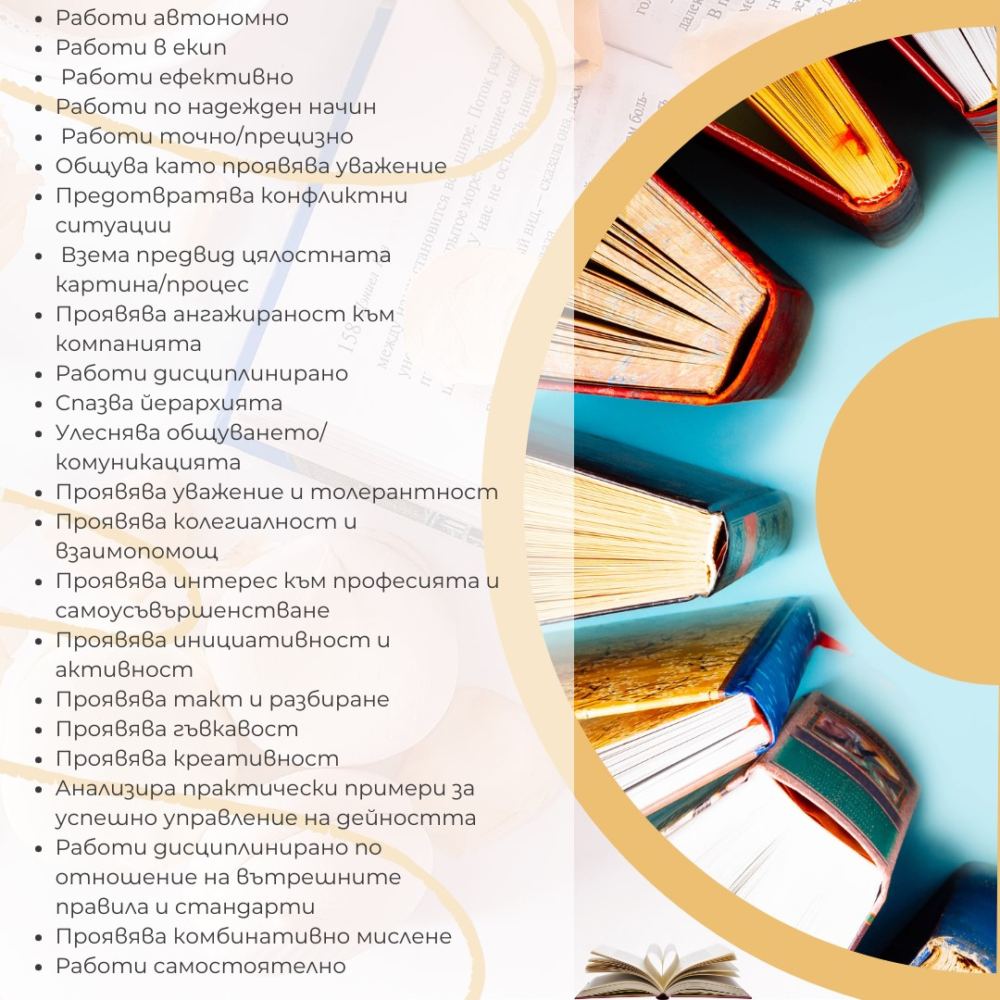 • Работи автономно
• Работи в екип
• Работи ефективно
• Работи по надежден начин
• Работи точно/прецизно
• Общува като проявява уважение
• Предотвратява конфликтни
ситуации
• Взема предвид цялостната
картина/процес
• Проявява ангажираност към
компанията
• Работи дисциплинирано
• Спазва йерархията
• Улеснява общуването/
комуникацията
• Проявява уважение и толерантност
• Проявява колегиалност и
взаимопомощ
• Проявява интерес към професията и
самоусъвършенстване
• Проявява инициативност и
активност
• Проявява такт и разбиране
• Проявява гъвкавост
• Проявява креативност
• Анализира практически примери за
успешно управление на дейността
• Работи дисциплинирано по
отношение на вътрешните
правила и стандарти
• Проявява комбинативно мислене
• Работи самостоятелно